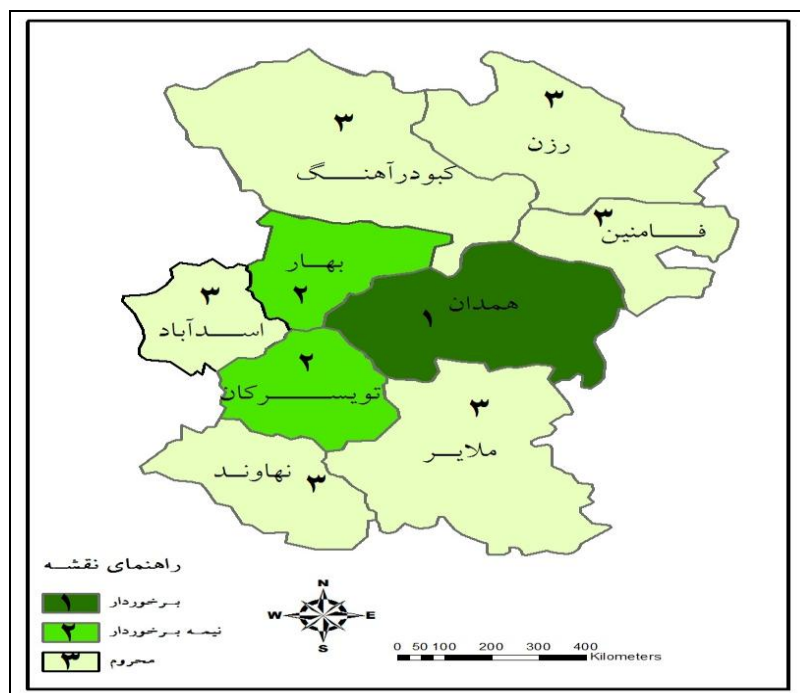 ۳
رزن
۳
کبودرآهنگ
۳
فامنین
بهار
۲
همدان
۱
۳
اسدآباد
۲
تویسرکان
۳
ملایر
نهاوند
۳
راهنمای نقشه
۱ برخوردار
۲ نیمه برخوردار
۳ محروم
N
W E
S
0 50 100 200 300 400
Kilometers